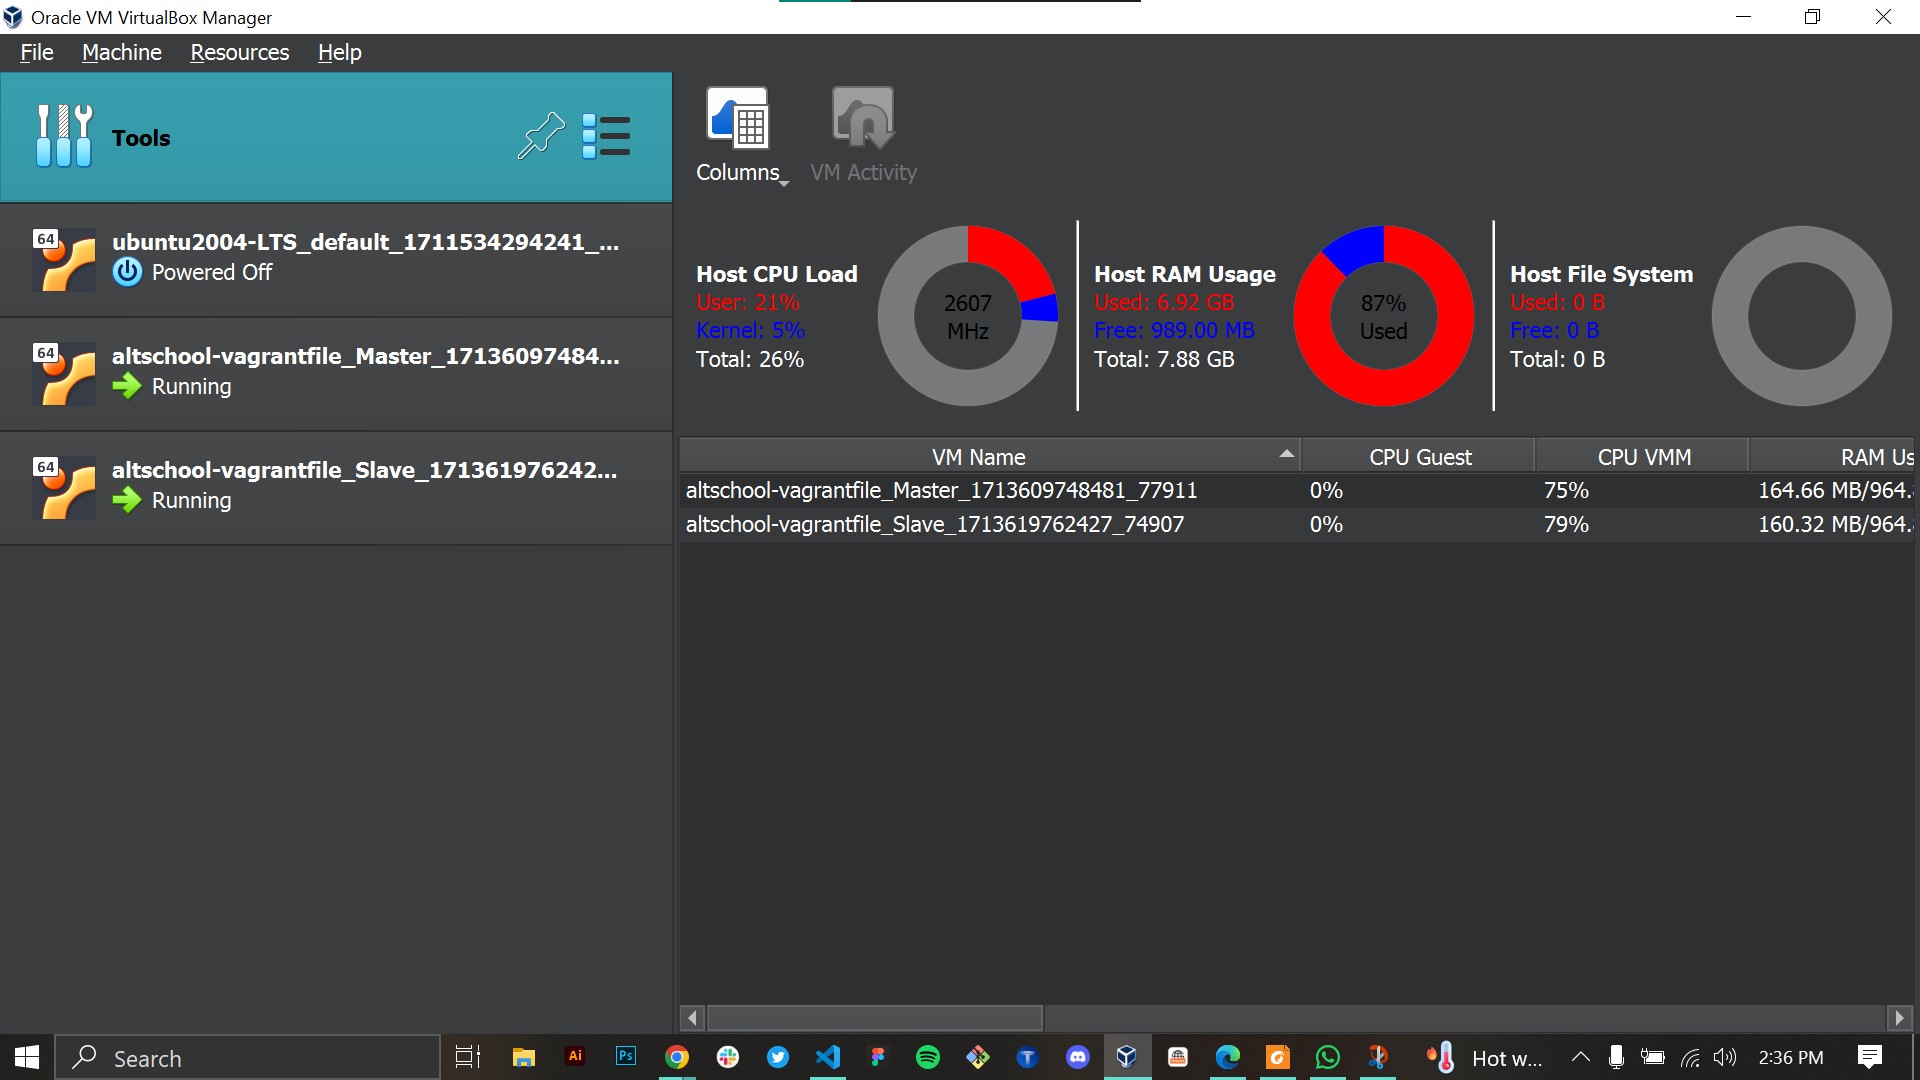 Oracle VM VirtualBox Manager
File Machine Resources Help
Tools
64
ubuntu2004-LTS_default_1711534294241_...
Powered Off
64
altschool-vagrantfile_Master_17136097484...
Running
64
altschool-vagrantfile_Slave_171361976242...
Running
Columns
VM Activity
Host CPU Load
User: 21%
Kernel: 5%
Total: 26%
2607
MHz
Host RAM Usage
Used: 6.92 GB
Free: 989.00 MB
Total: 7.88 GB
87%
Used
Host File System
Used: 0 B
Free: 0 B
Total: 0 B
VM Name CPU Guest CPU VMM RAM Us
altschool-vagrantfile_Master_1713609748481_77911 0% 75% 164.66 MB/964.
altschool-vagrantfile_Slave_1713619762427_74907 0% 79% 160.32 MB/964.
Search
Ai
Ps
T
Hot w...
2:36 PM